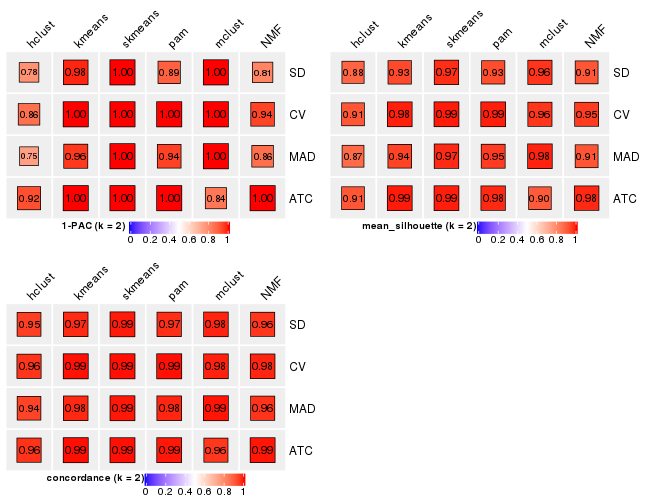 hclust kmeans skmeans pam mclust NMF
0.78 0.98 1.00 0.89 1.00 0.81 SD
0.86 1.00 1.00 1.00 1.00 0.94 CV
0.75 0.96 1.00 0.94 1.00 0.86 MAD
0.92 1.00 1.00 1.00 0.84 1.00 ATC
1-PAC (k = 2)
0 0.2 0.4 0.6 0.8 1
hclust kmeans skmeans pam mclust NMF
0.88 0.93 0.97 0.93 0.96 0.91 SD
0.91 0.98 0.98 0.99 0.96 0.95 CV
0.87 0.94 0.97 0.95 0.98 0.91 MAD
0.91 0.99 0.99 0.98 0.90 0.98 ATC
mean_silhouette (k = 2)
0 0.2 0.4 0.6 0.8 1
hclust kmeans skmeans pam mclust NMF
0.95 0.97 0.99 0.97 0.98 0.96 SD
0.96 0.99 0.99 0.99 0.98 0.98 CV
0.94 0.98 0.99 0.98 0.99 0.96 MAD
0.96 0.99 0.99 0.99 0.96 0.99 ATC
concordance (k = 2)
0 0.2 0.4 0.6 0.8 1